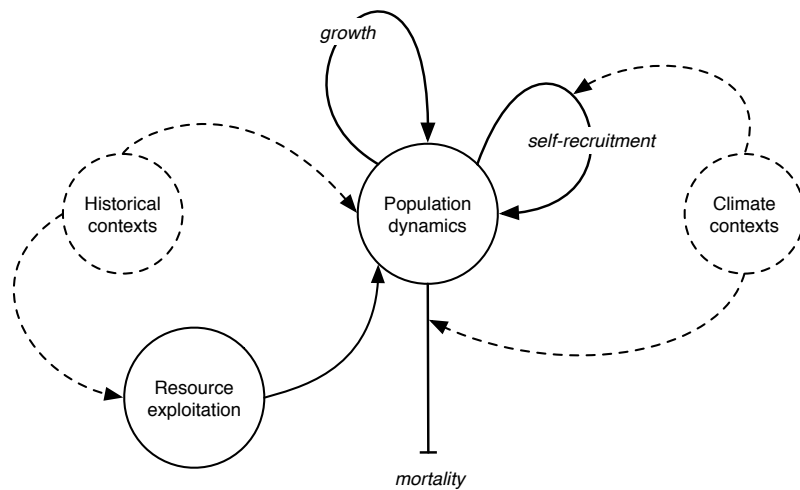 growth
self-recruitment
Historical
contexts
Population
dynamics
Climate
contexts
Resource
exploitation
mortality